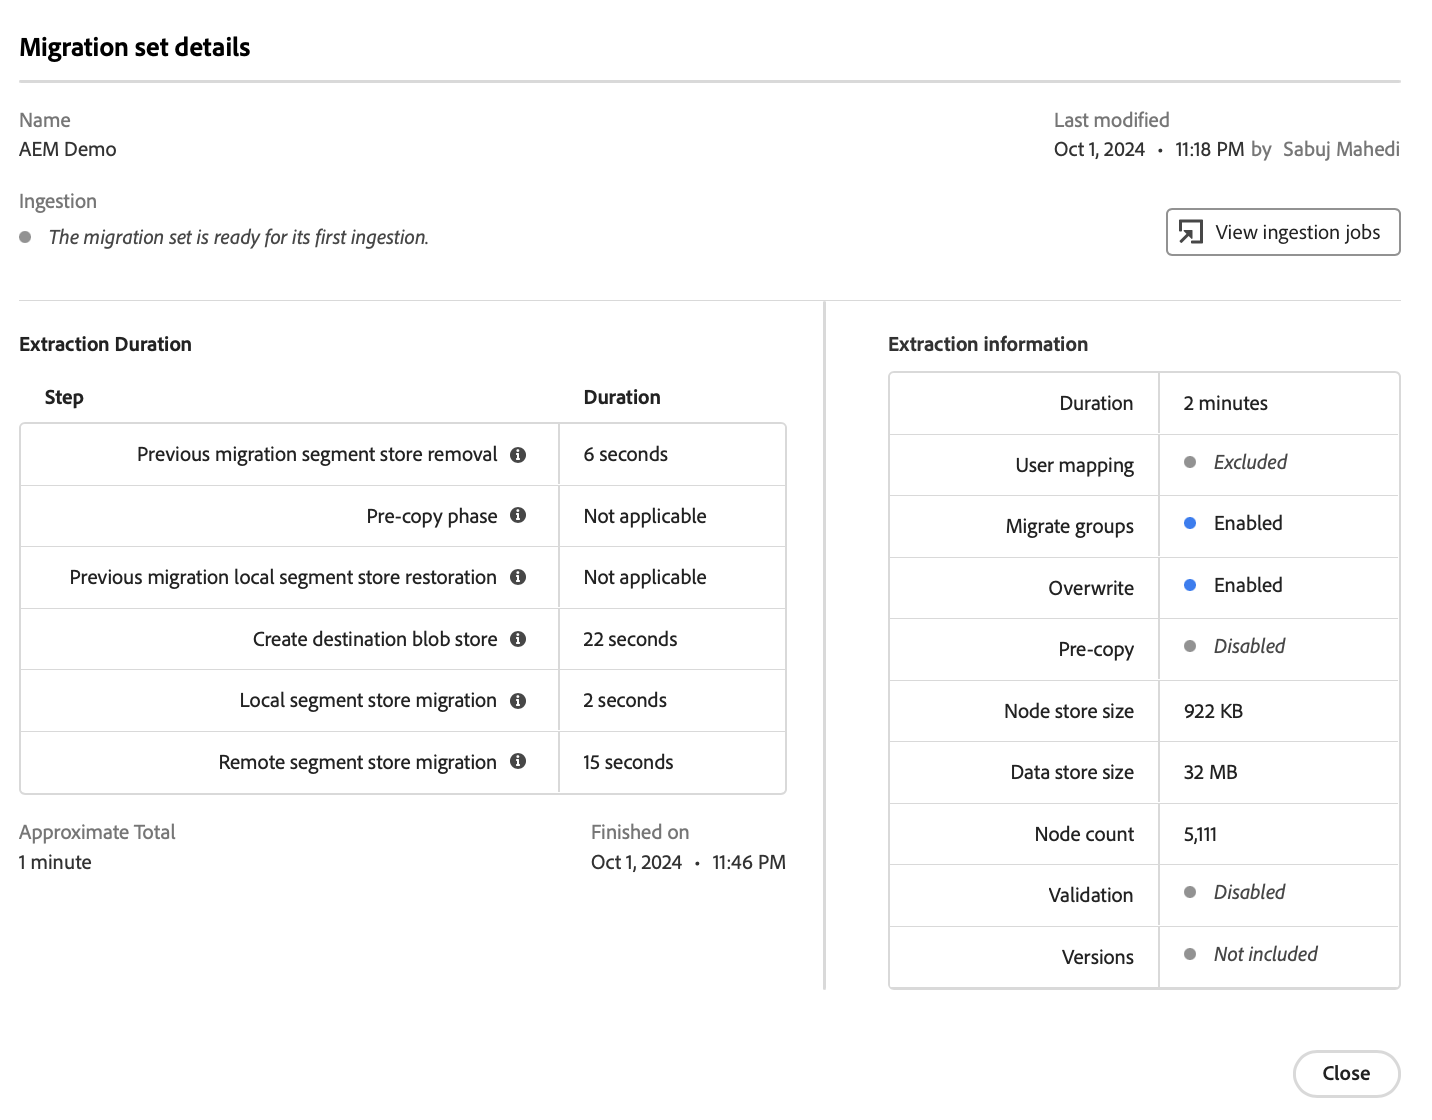 Migration set details
Name
AEM Demo
Last modified
Oct 1, 2024 • 11:18 PM by Sabuj Mahedi
Ingestion
The migration set is ready for its first ingestion.
View ingestion jobs
Extraction Duration
Step Duration
Previous migration segment store removal 6 seconds
Pre-copy phase Not applicable
Previous migration local segment store restoration Not applicable
Create destination blob store 22 seconds
Local segment store migration 2 seconds
Remote segment store migration 15 seconds
Approximate Total
1 minute
Finished on
Oct 1, 2024 • 11:46 PM
Extraction information
Duration 2 minutes
User mapping Excluded
Migrate groups Enabled
Overwrite Enabled
Pre-copy Disabled
Node store size 922 KB
Data store size 32 MB
Node count 5,111
Validation Disabled
Versions Not included
Close